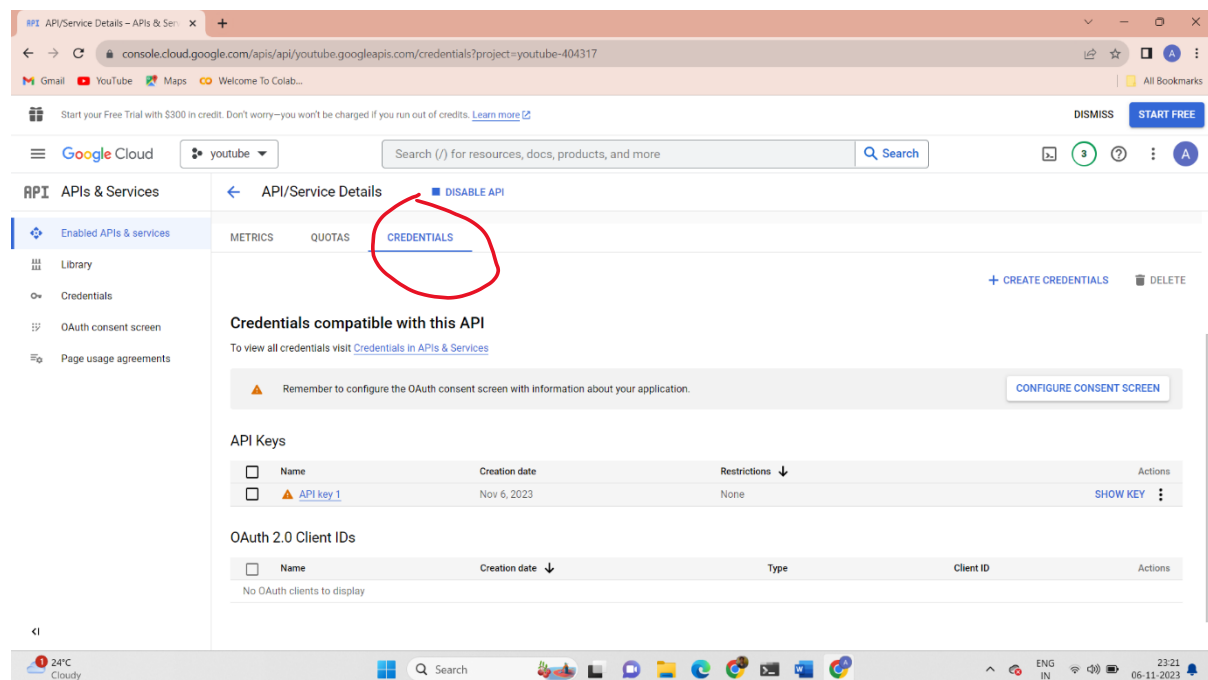 API API/Service Details – APIs & Ser
console.cloud.google.com/apis/api/youtube.googleapis.com/credentials?project=youtube-404317
A
Gmail YouTube Maps Welcome To Colab... All Bookmarks
Start your Free Trial with $300 in credit. Don't worry—you won't be charged if you run out of credits. Learn more DISMISS START FREE
Google Cloud youtube Search (/) for resources, docs, products, and more Search 3 A
API APIs & Services API/Service Details DISABLE API
Enabled APIs & services METRICS QUOTAS CREDENTIALS
Library
CREATE CREDENTIALS DELETE
Credentials
OAuth consent screen Credentials compatible with this API
To view all credentials visit Credentials in APIs & Services
Page usage agreements
Remember to configure the OAuth consent screen with information about your application. CONFIGURE CONSENT SCREEN
API Keys
Name Creation date Restrictions Actions
API key 1 Nov 6, 2023 None SHOW KEY
OAuth 2.0 Client IDs
Name Creation date Type Client ID Actions
No OAuth clients to display
1 24°C
Cloudy
Search
ENG
IN
23:21
06-11-2023